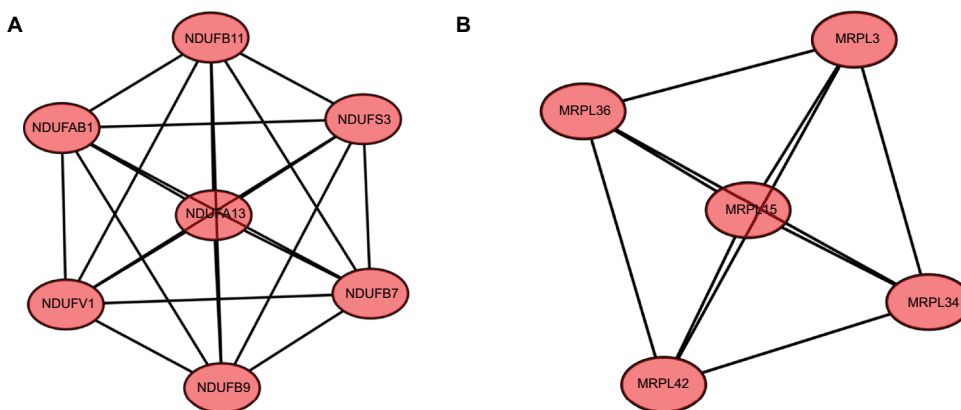 A
NDUFB11
NDUFAB1
NDUFS3
NDUFA13
NDUFV1
NDUFB7
NDUFB9
B
MRPL3
MRPL36
MRPL15
MRPL34
MRPL42